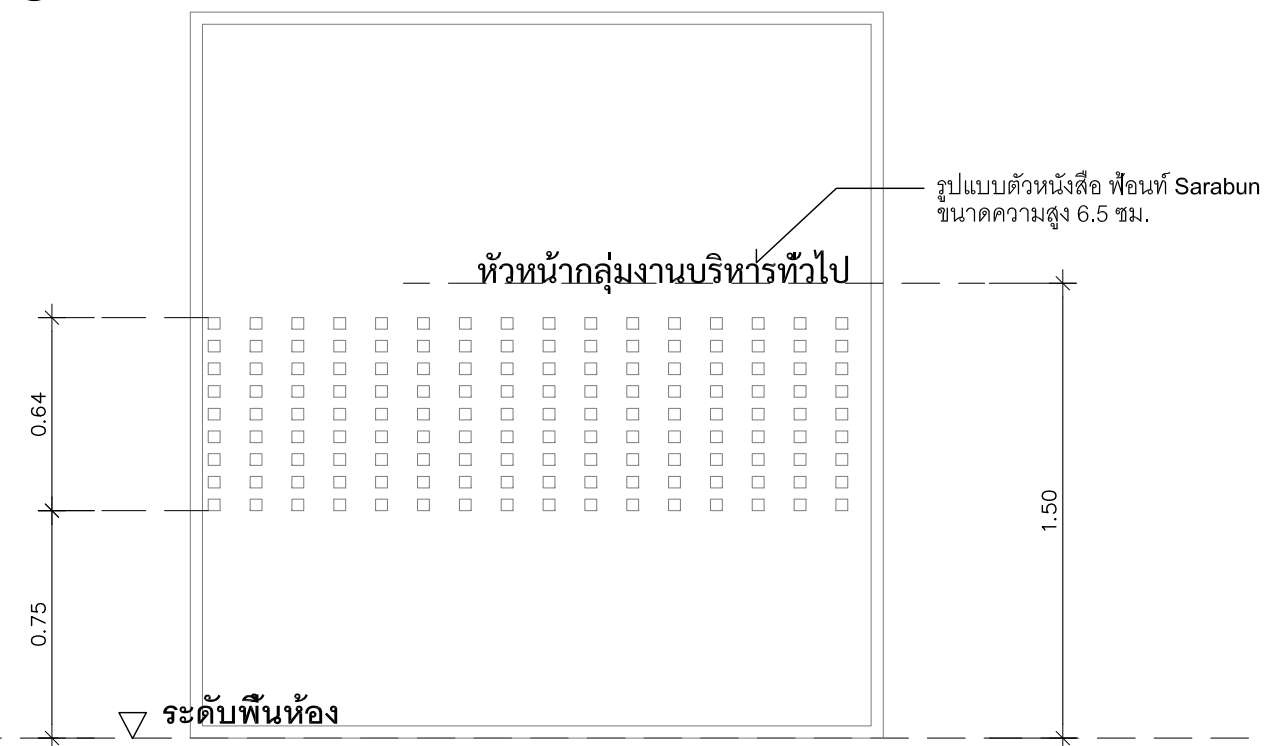 รูปแบบตัวหนังสือ ฟ้อนท์ Sarabun
ขนาดความสูง 6.5 ซม.
หัวหน้ากลุ่มงานบริหารทั่วไป
0.64
1.50
0.75
ระดับพื้นห้อง